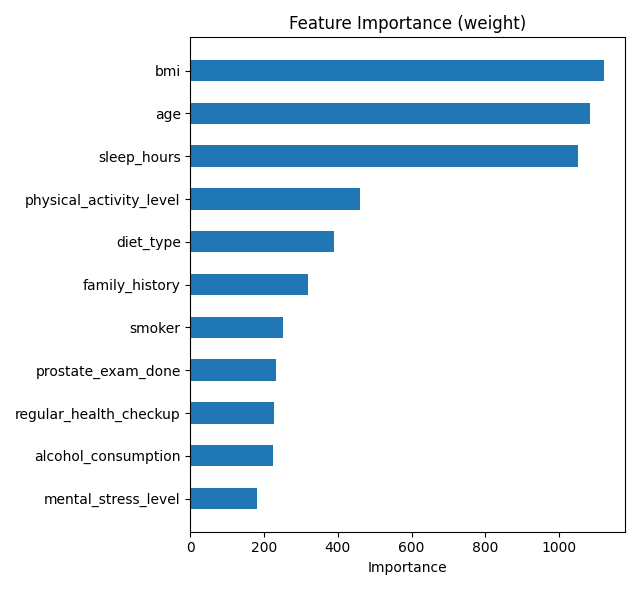 Feature Importance (weight)
bmi
age
sleep_hours
physical_activity_level
diet_type
family_history
smoker
prostate_exam_done
regular_health_checkup
alcohol_consumption
mental_stress_level
0 200 400 600 800 1000
Importance